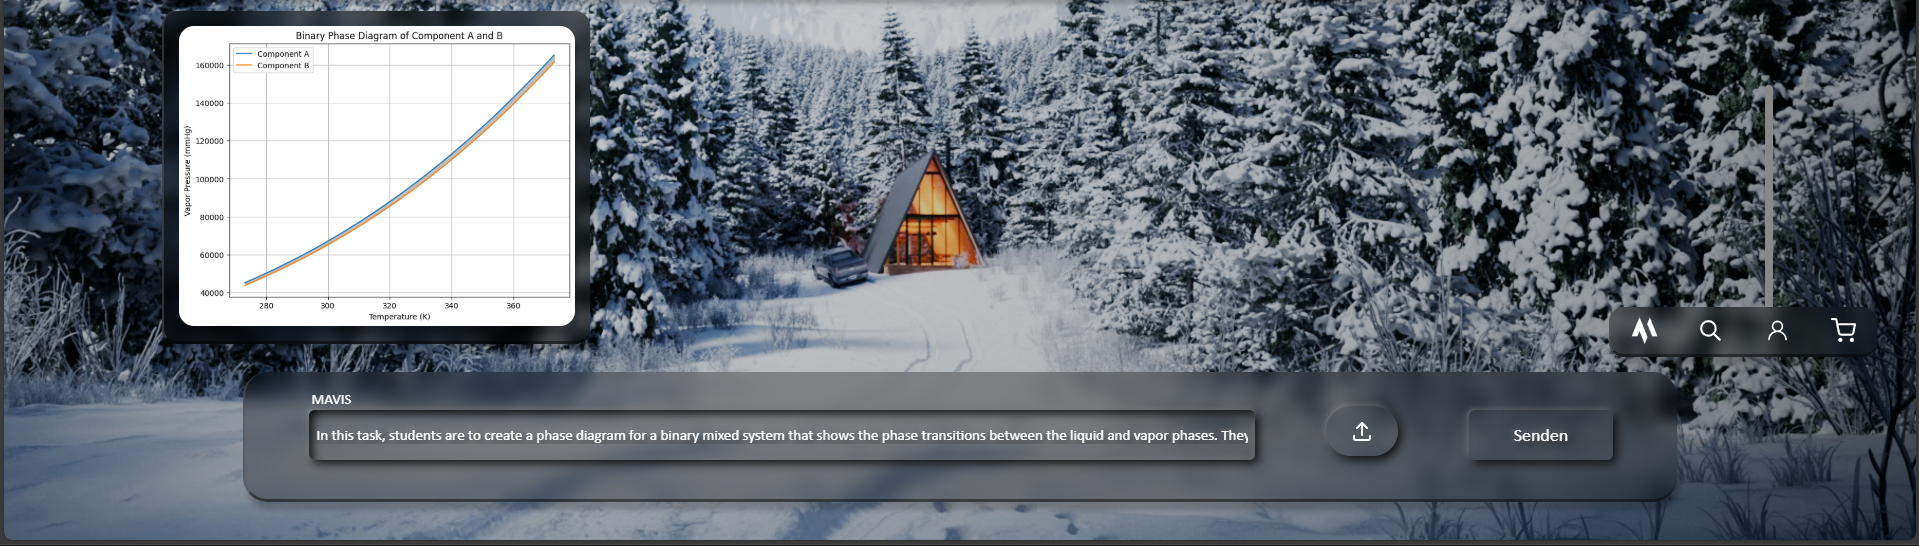 Binary Phase Diagram of Component A and B
Component A
Component B
Vapor Pressure (mmHg)
160000
140000
120000
100000
80000
60000
40000
280 300 320 340 360
Temperature (K)
MAVIS
In this task, students are to create a phase diagram for a binary mixed system that shows the phase transitions between the liquid and vapor phases. They
Senden